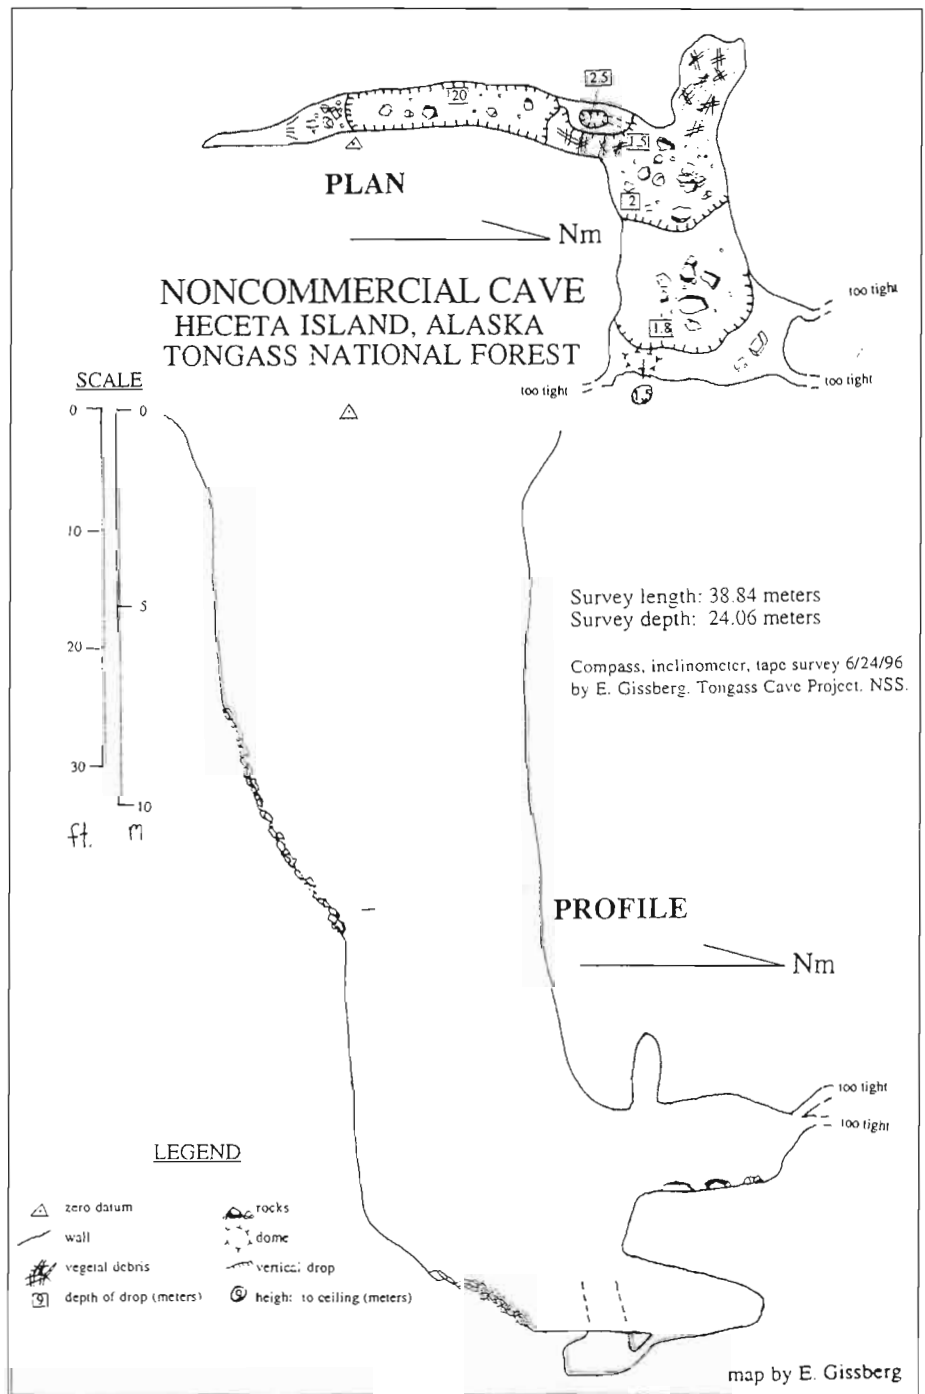 2.5
20
1.5
PLAN
2
Nm
NONCOMMERCIAL CAVE
HECETA ISLAND, ALASKA
TONGASS NATIONAL FOREST
too tight
1.8
SCALE
too tight
1.5
too tight
0
0
10
5
20
30
10
ft.
m
Survey length: 38.84 meters
Survey depth: 24.06 meters
Compass, inclinometer, tape survey 6/24/96
by E. Gissberg, Tongass Cave Project, NSS.
PROFILE
Nm
too tight
too tight
LEGEND
zero datum
rocks
wall
dome
vegetal debris
vertical drop
9 depth of drop (meters)
9 height to ceiling (meters)
map by E. Gissberg